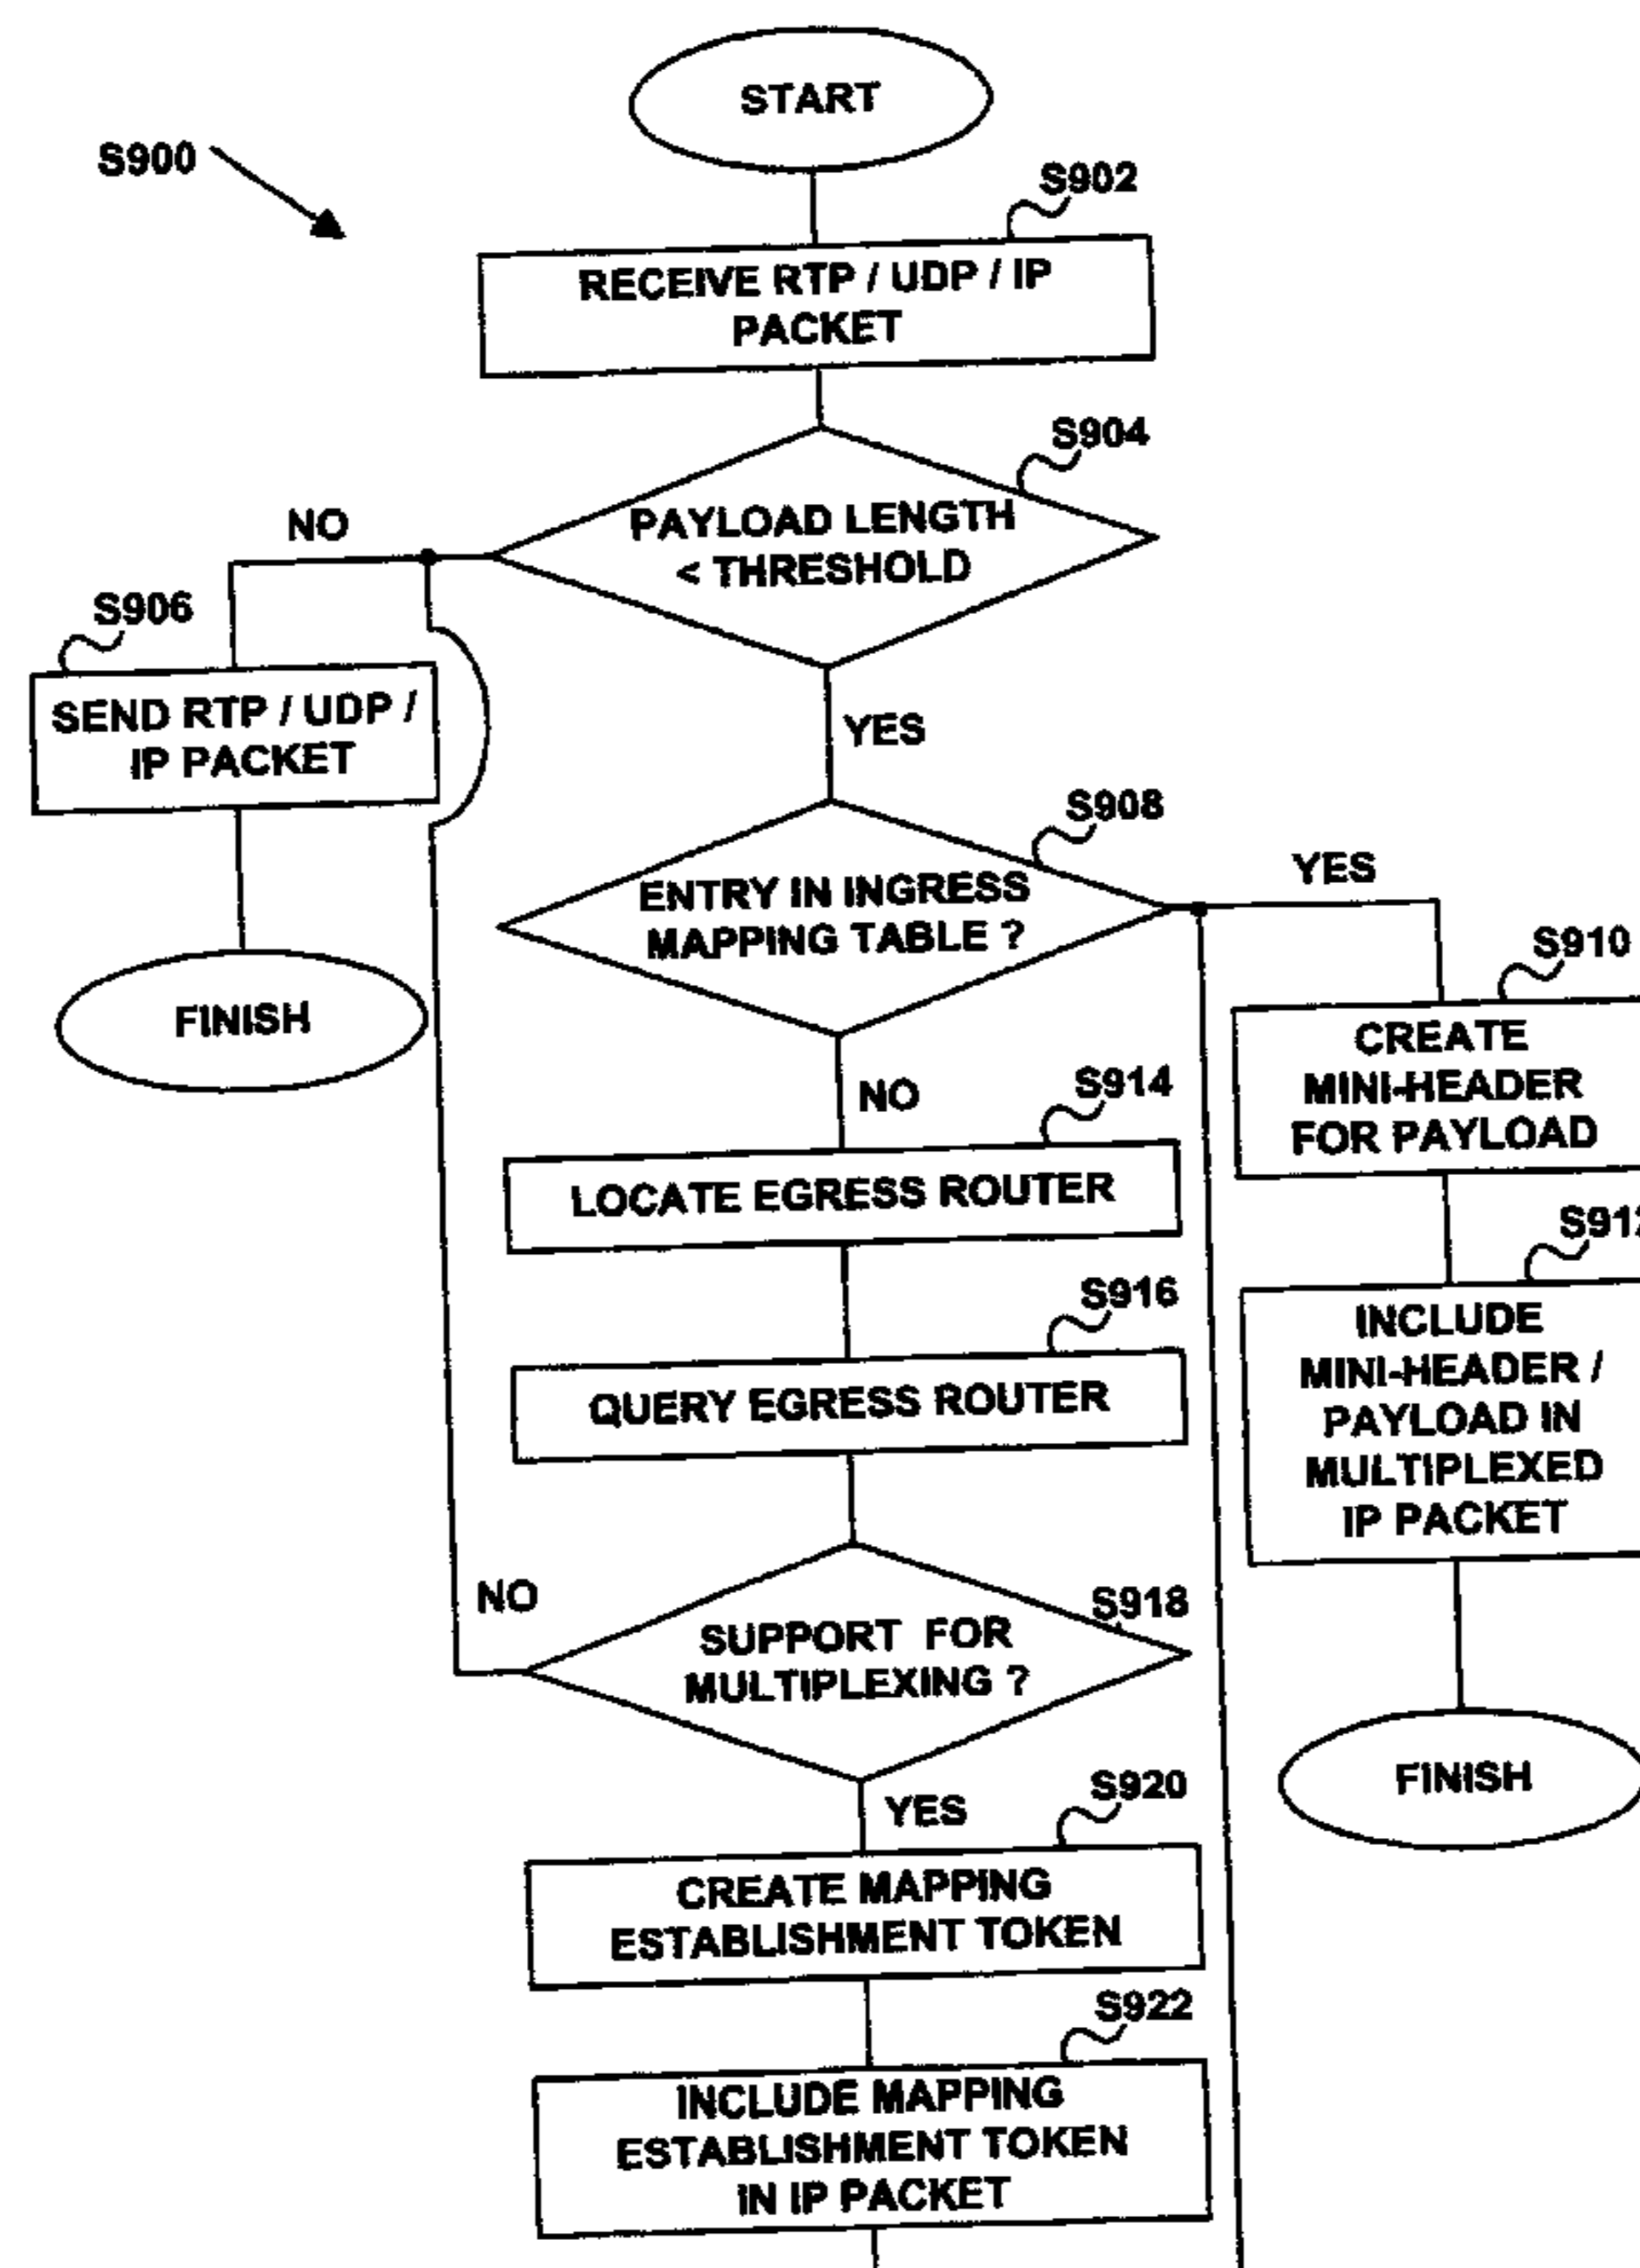 START
S900
S902
RECEIVE RTP / UDP / IP
PACKET
S904
PAYLOAD LENGTH
< THRESHOLD
NO
S906
SEND RTP / UDP /
IP PACKET
YES
FINISH
S908
ENTRY IN INGRESS
MAPPING TABLE ?
YES
S910
CREATE
MINI-HEADER
FOR PAYLOAD
NO
S914
LOCATE EGRESS ROUTER
S912
INCLUDE
MINI-HEADER /
PAYLOAD IN
MULTIPLEXED
IP PACKET
S916
QUERY EGRESS ROUTER
NO
S918
SUPPORT FOR
MULTIPLEXING ?
FINISH
YES
S920
CREATE MAPPING
ESTABLISHMENT TOKEN
S922
INCLUDE MAPPING
ESTABLISHMENT TOKEN
IN IP PACKET